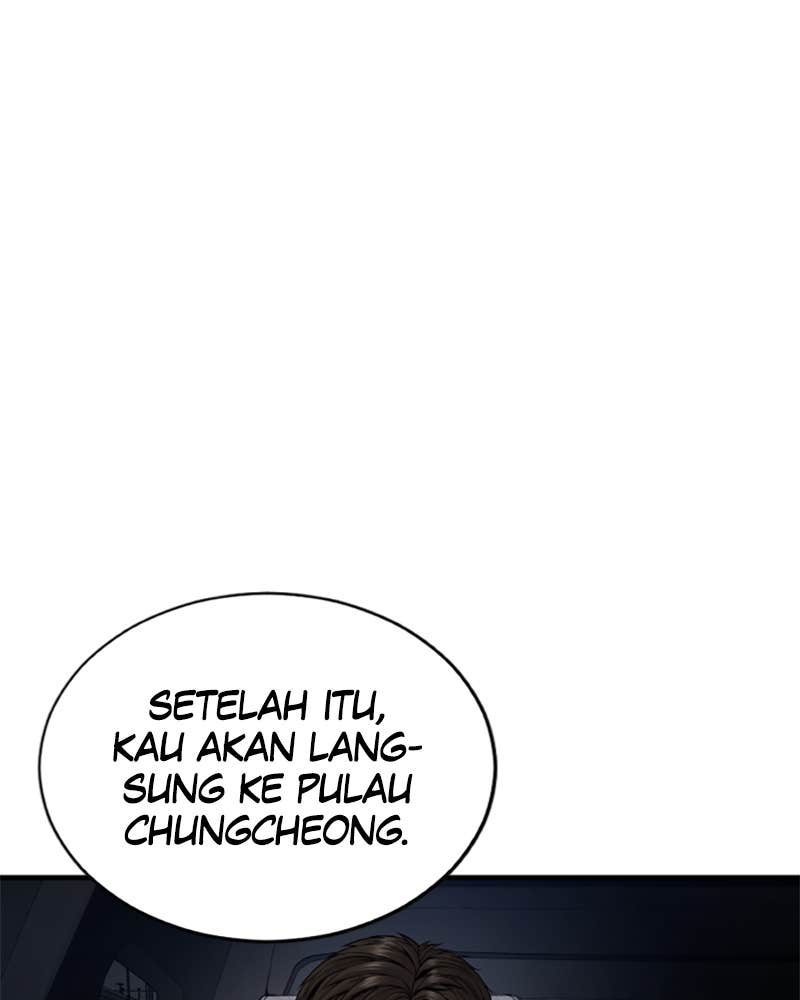 SETELAH ITU,
KAU AKAN LANG-
SUNG KE PULAU
CHUNGCHEONG.